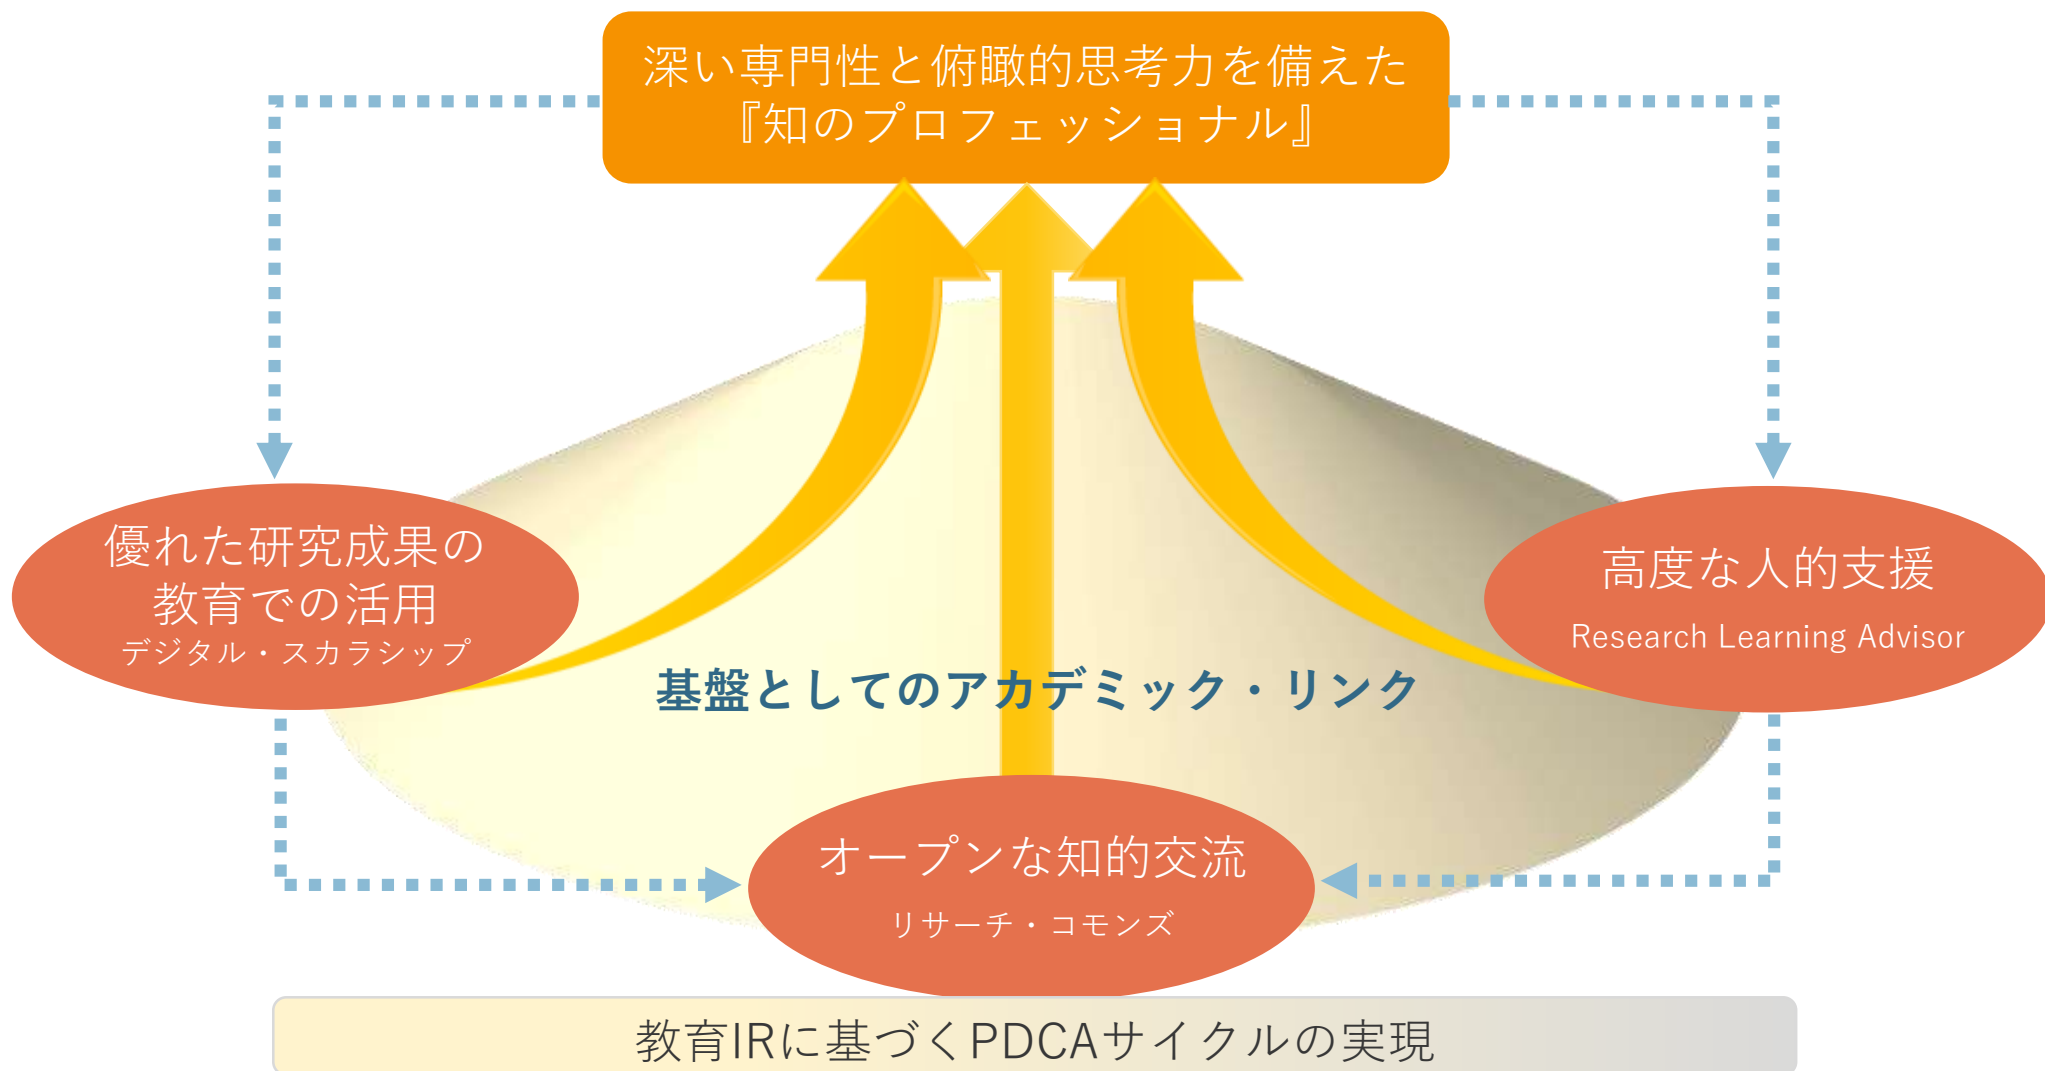 深い専門性と俯瞰的思考力を備えた
『知のプロフェッショナル』
優れた研究成果の
教育での活用
デジタル・スカラシップ
高度な人的支援
Research Learning Advisor
基盤としてのアカデミック・リンク
オープンな知的交流
リサーチ・コモンズ
教育IRに基づくPDCAサイクルの実現